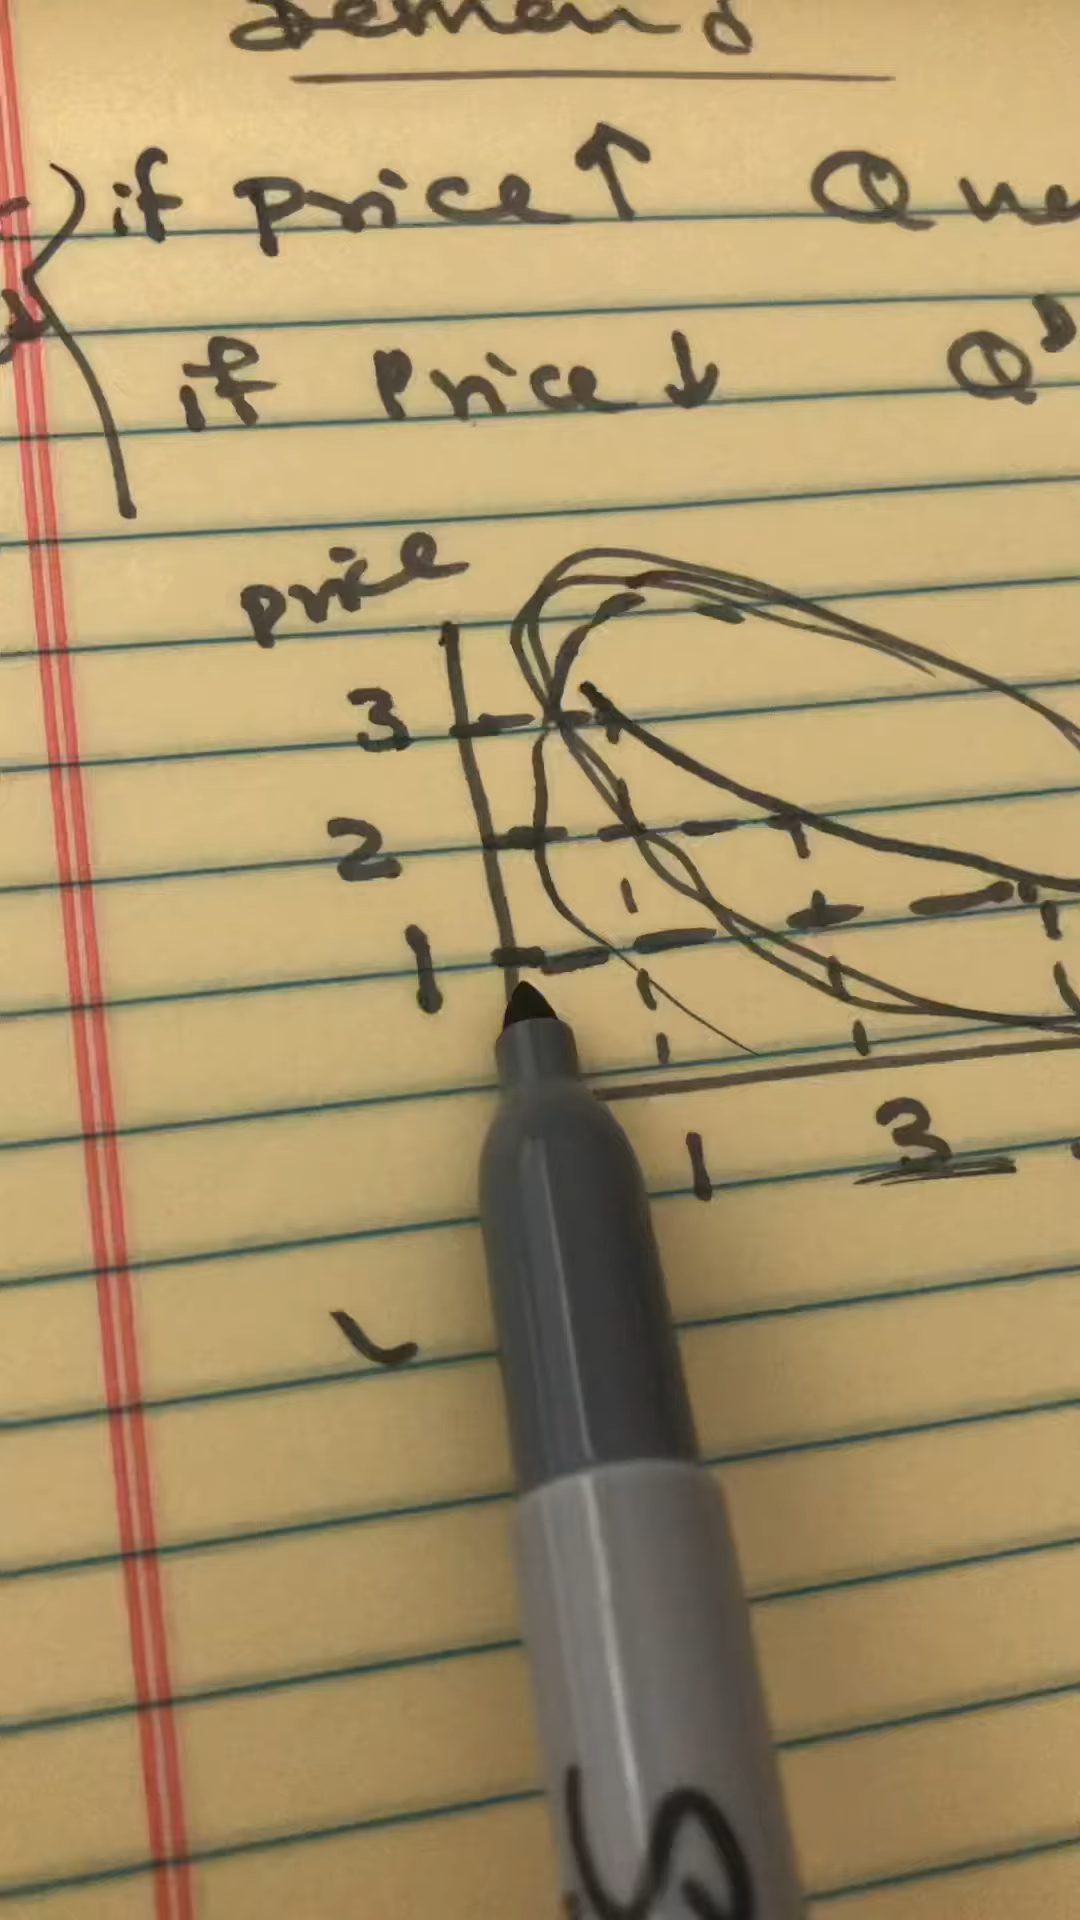 Demand
if price ↑ Q
if Price ↓ Q^D
price
3
2
1
1 3